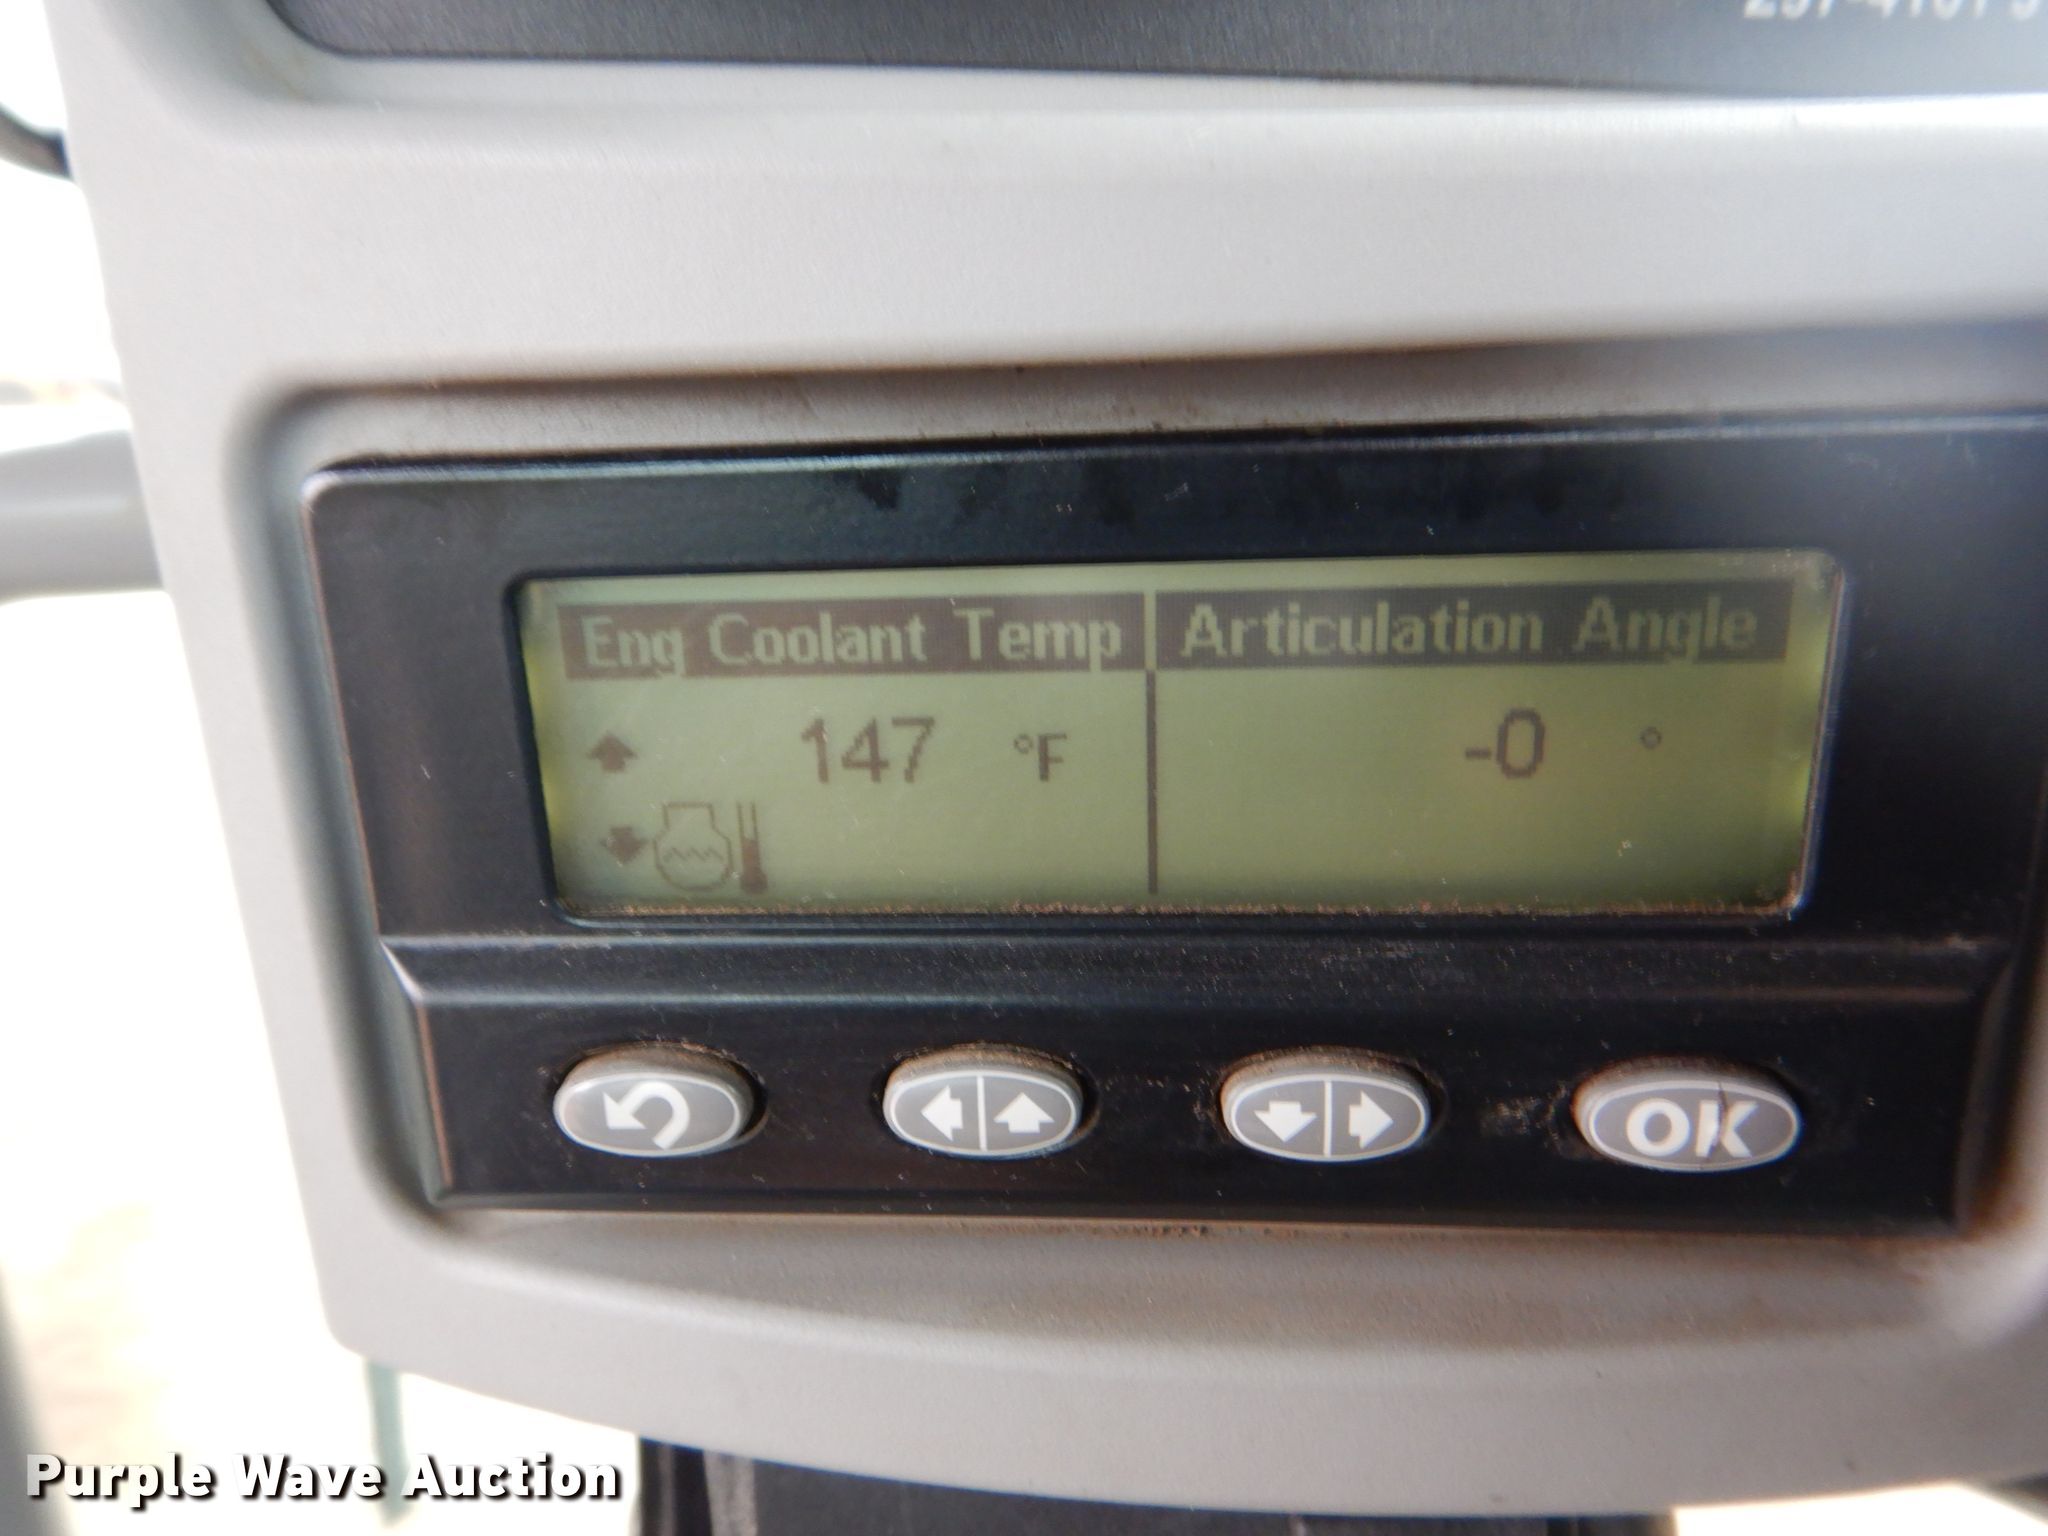 Eng Coolant Temp Articulation Angle
147 °F -0 °
OK
Purple Wave Auction